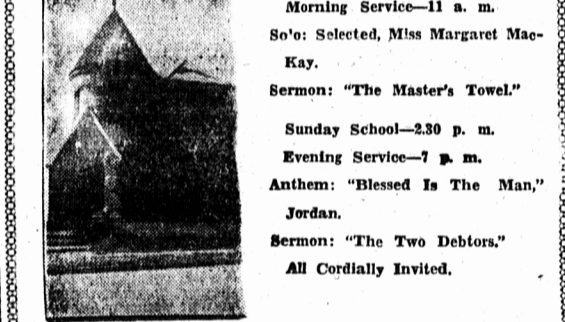 Morning Service—11 a. m.
So'o: Selected, Miss Margaret Mac-
Kay.
Sermon: "The Master's Towel."
Sunday School—2.30 p. m.
Evening Service—7 p. m.
Anthem: "Blessed Is The Man,"
Jordan.
Sermon: "The Two Debtors."
All Cordially Invited.